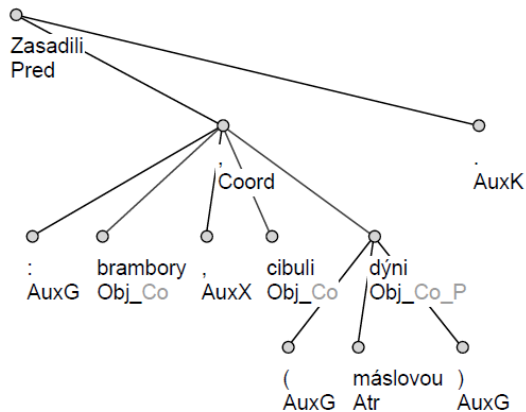 Zasadili
Pred
,
Coord
.
AuxK
: brambory , cibuli dýni
AuxG Obj_Co AuxX Obj_Co Obj_Co_P
( máslovou )
AuxG Atr AuxG